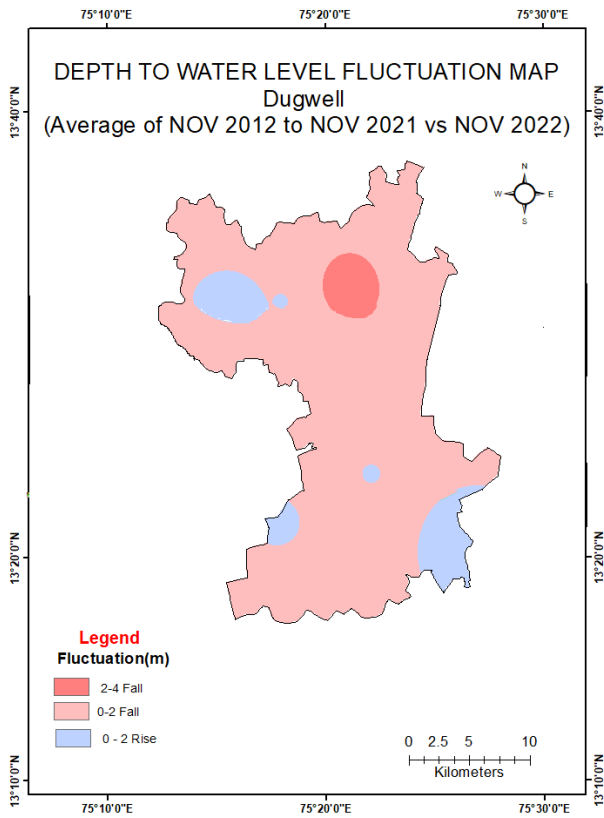 75°10'0"E 75°20'0"E 75°30'0"E
DEPTH TO WATER LEVEL FLUCTUATION MAP
Dugwell
(Average of NOV 2012 to NOV 2021 vs NOV 2022)
13°40'0"N 13°40'0"N
N
W E
S
13°20'0"N 13°20'0"N
Legend
Fluctuation(m)
2-4 Fall
0-2 Fall
0 - 2 Rise
0 2.5 5 10
Kilometers
13°10'0"N 13°10'0"N
75°10'0"E 75°20'0"E 75°30'0"E